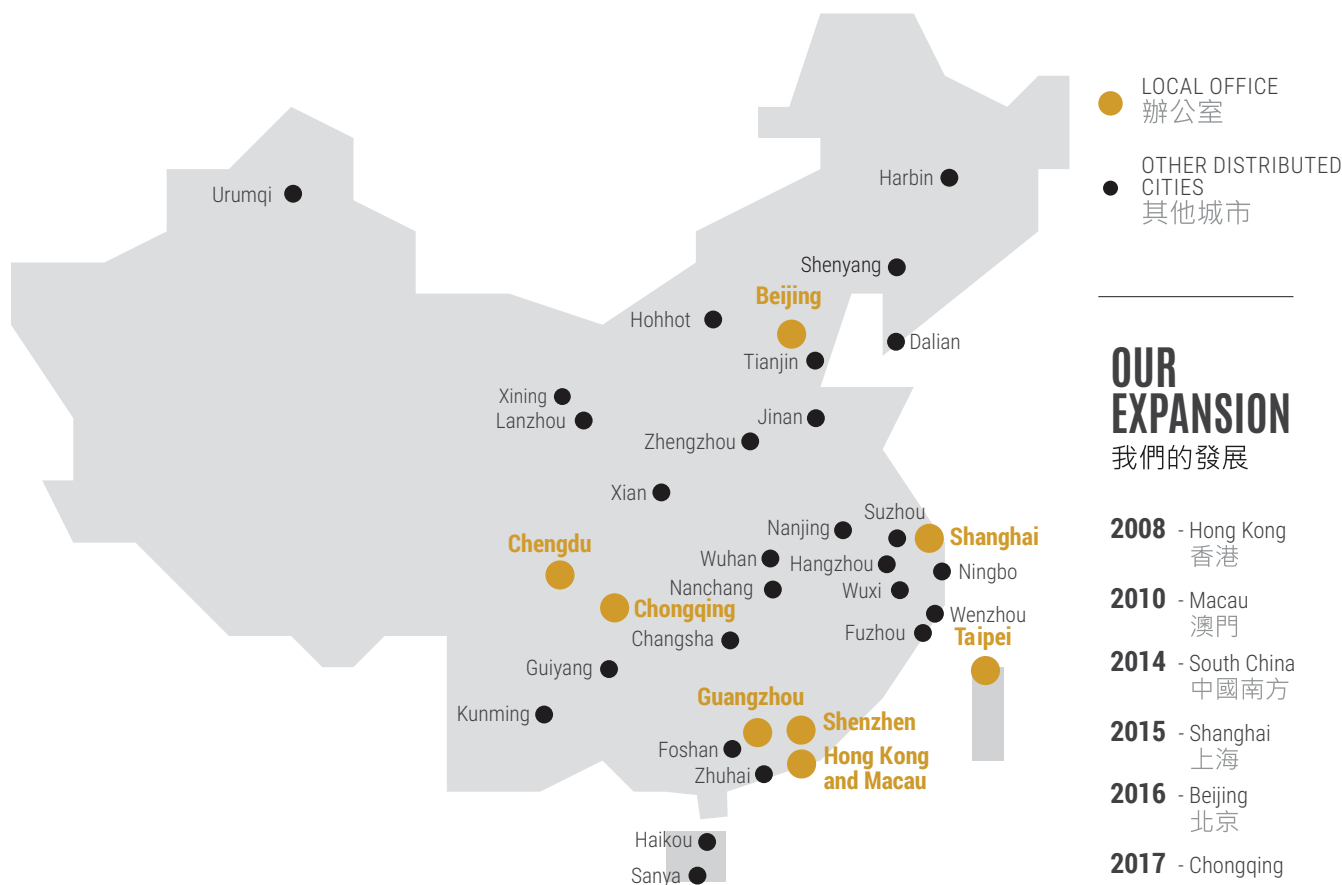 LOCAL OFFICE
辦公室
OTHER DISTRIBUTED
CITIES
其他城市
Urumqi
Harbin
Shenyang
Beijing
Hohhot
Dalian
Tianjin
Xining
Lanzhou
Jinan
Zhengzhou
Xian
Suzhou
Nanjing
Shanghai
Chengdu
Wuhan
Hangzhou
Ningbo
Nanchang
Wuxi
Chongqing
Wenzhou
Changsha
Fuzhou
Taipei
Guiyang
Guangzhou
Kunming
Shenzhen
Foshan
Hong Kong
and Macau
Zhuhai
Haikou
Sanya
OUR
EXPANSION
我們的發展
2008 - Hong Kong
香港
2010 - Macau
澳門
2014 - South China
中國南方
2015 - Shanghai
上海
2016 - Beijing
北京
2017 - Chongqing